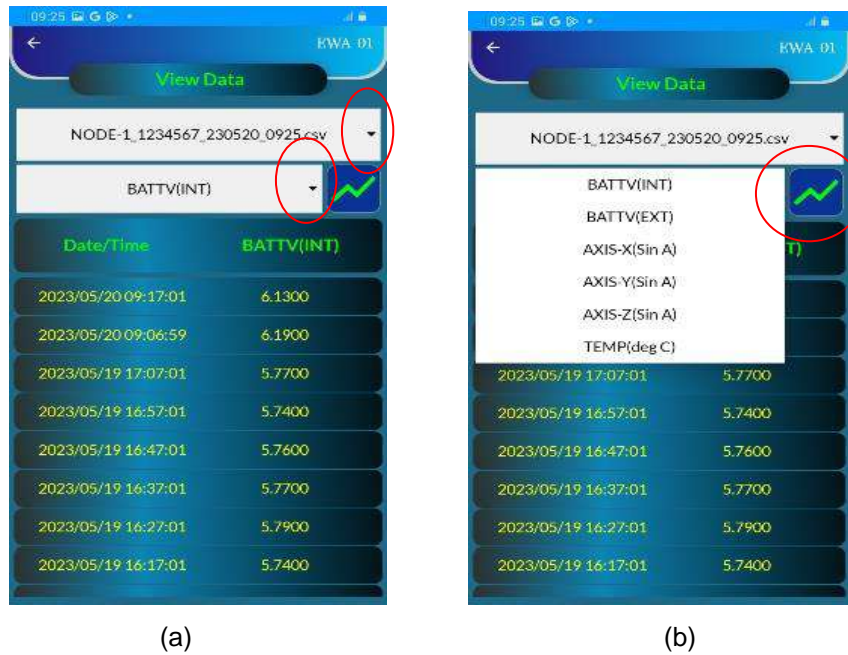 09:25 G
EWA 01
View Data
NODE-1_1234567_230520_0925.csv
BATTV(INT)
Date/Time BATTV(INT)
2023/05/20 09:17:01 6.1300
2023/05/20 09:06:59 6.1900
2023/05/19 17:07:01 5.7700
2023/05/19 16:57:01 5.7400
2023/05/19 16:47:01 5.7600
2023/05/19 16:37:01 5.7700
2023/05/19 16:27:01 5.7900
2023/05/19 16:17:01 5.7400
(a)
09:25 G
EWA 01
View Data
NODE-1_1234567_230520_0925.csv
BATTV(INT)
BATTV(EXT)
AXIS-X(Sin A)
AXIS-Y(Sin A)
AXIS-Z(Sin A)
TEMP(deg C)
T)
2023/05/19 17:07:01 5.7700
2023/05/19 16:57:01 5.7400
2023/05/19 16:47:01 5.7600
2023/05/19 16:37:01 5.7700
2023/05/19 16:27:01 5.7900
2023/05/19 16:17:01 5.7400
(b)